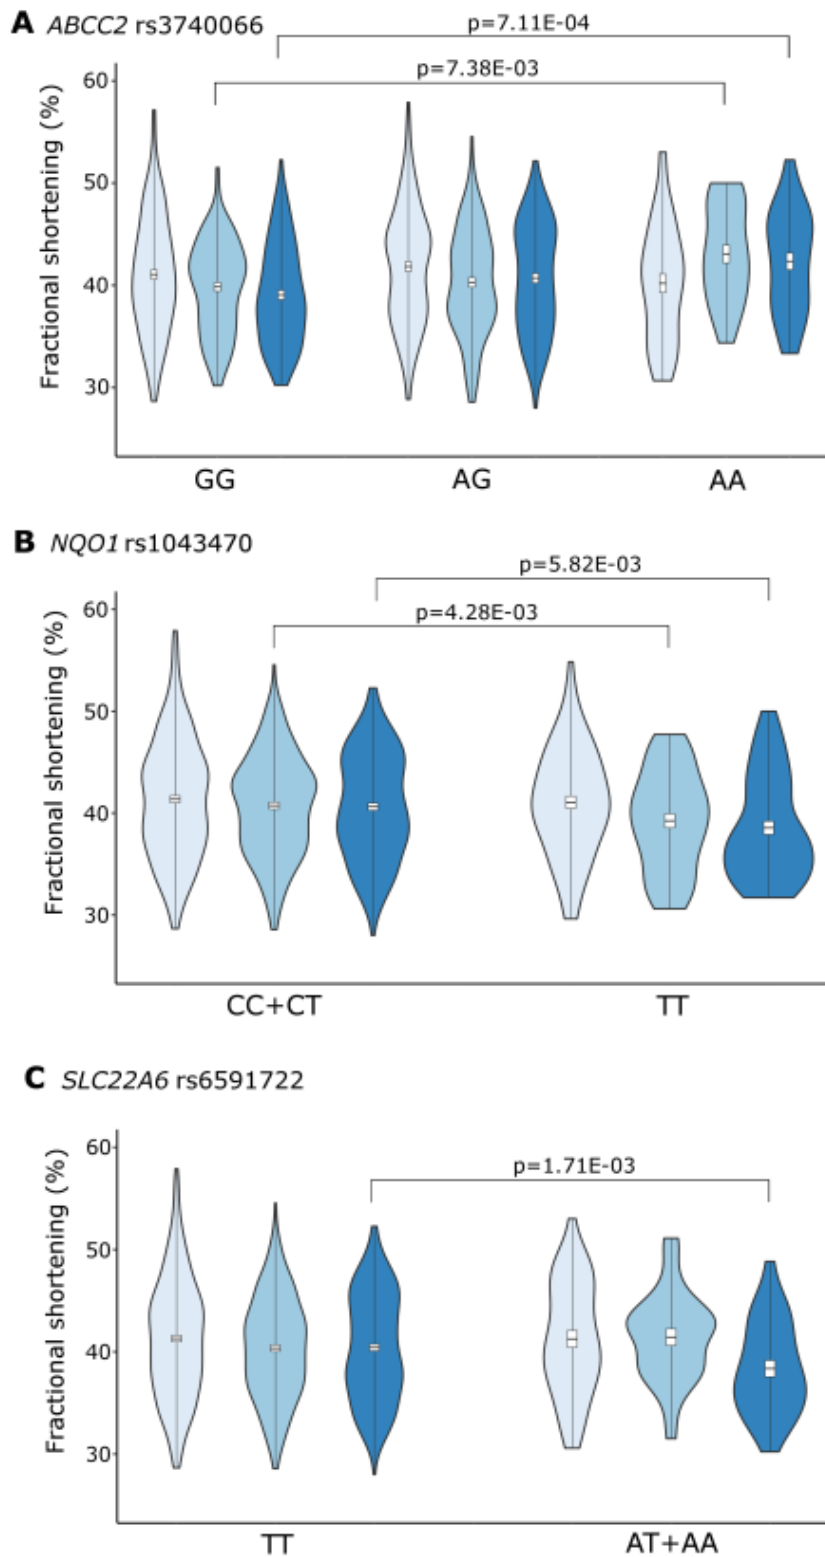 A ABCC2 rs3740066
p=7.11E-04
p=7.38E-03
Fractional shortening (%)
60
50
40
30
GG AG AA
B NQO1 rs1043470
p=5.82E-03
p=4.28E-03
Fractional shortening (%)
60
50
40
30
CC+CT TT
C SLC22A6 rs6591722
p=1.71E-03
Fractional shortening (%)
60
50
40
30
TT AT+AA